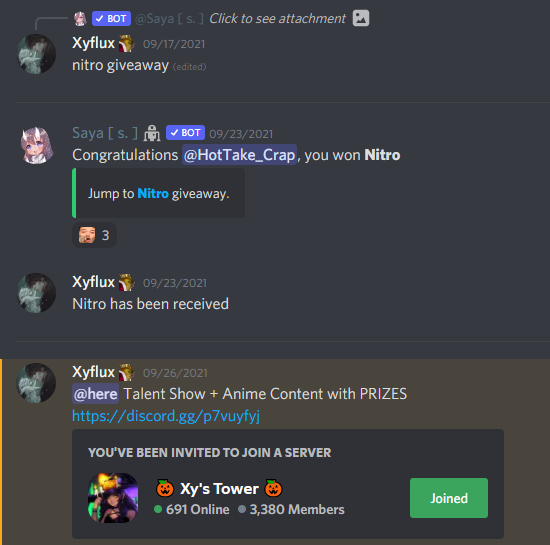 ✓ BOT @Saya [ s. ] Click to see attachment
Xyflux 09/17/2021
nitro giveaway (edited)
Saya [ s. ] ✓ BOT 09/23/2021
Congratulations @HotTake_Crap, you won Nitro
Jump to Nitro giveaway.
3
Xyflux 09/23/2021
Nitro has been received
Xyflux 09/26/2021
@here Talent Show + Anime Content with PRIZES
https://discord.gg/p7vuyfyj
YOU'VE BEEN INVITED TO JOIN A SERVER
🎃 Xy's Tower 🎃
691 Online 3,380 Members
Joined